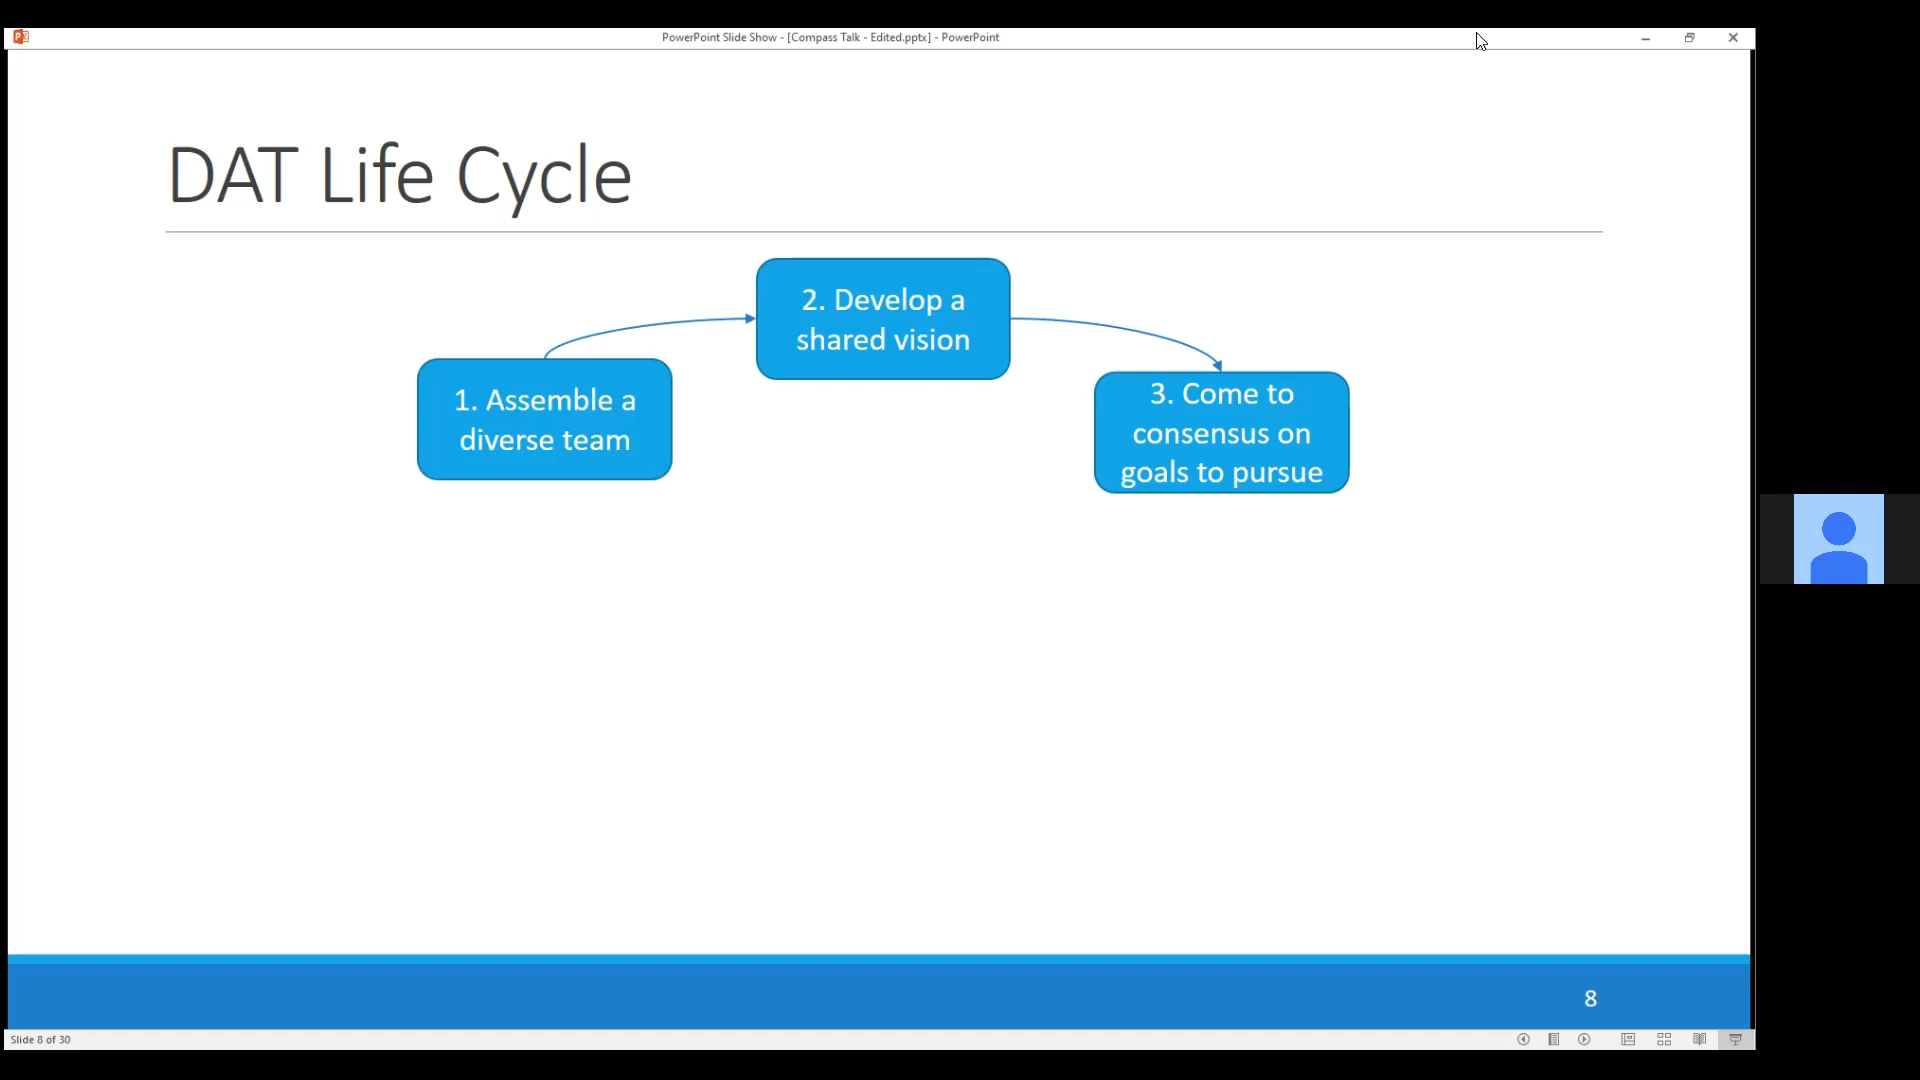 PowerPoint Slide Show - [Compass Talk - Edited.pptx] - PowerPoint
DAT Life Cycle
2. Develop a
shared vision
1. Assemble a
diverse team
3. Come to
consensus on
goals to pursue
8
Slide 8 of 30